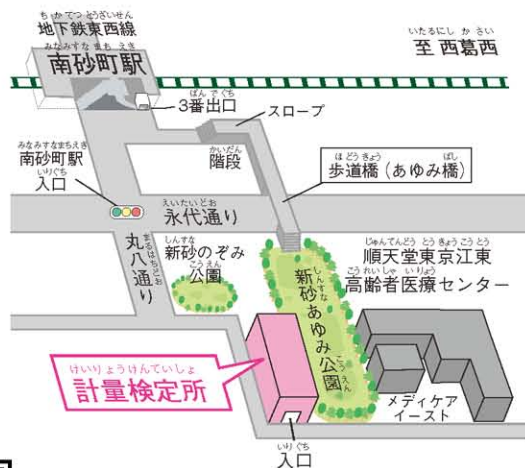 ちかてつとうざいせん
地下鉄東西線
みなみすなまちえき
南砂町駅
いたるにしかさい
至 西葛西
ばんでぐち
3番出口
スロープ
かいだん
階段
みなみすなまちえき
南砂町駅
いりぐち
入口
ほどうきょう ばし
歩道橋(あゆみ橋)
えいたいどお
永代通り
まるはちどお
丸八通り
しんすな
新砂のぞみ
こうえん
公園
しんすな こうえん
新砂あゆみ公園
じゅんてんどうとうきょうこうとう
順天堂東京江東
こうれいしゃいりょう
高齢者医療センター
けいりょうけんていしょ
計量検定所
メディケア
イースト
いりぐち
入口